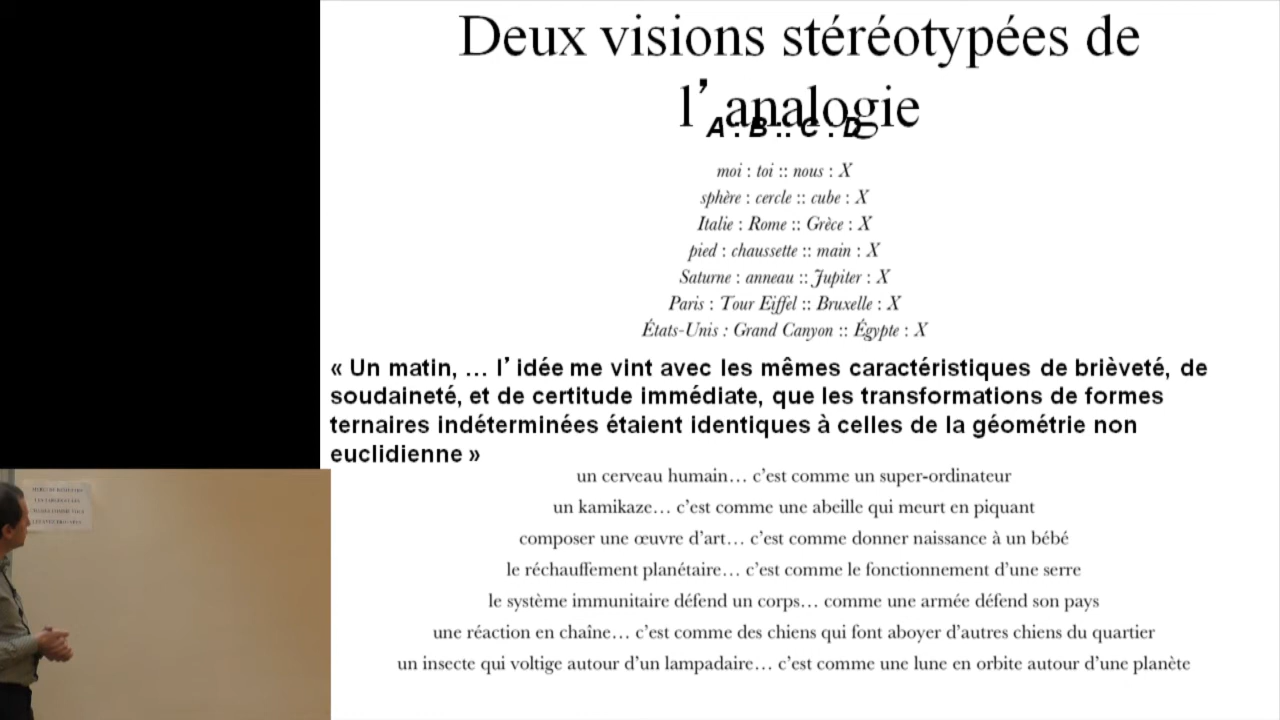 Deux visions stéréotypées de
l’analogie
A : B :: C : D
moi : toi :: nous : X
sphère : cercle :: cube : X
Italie : Rome :: Grèce : X
pied : chaussette :: main : X
Saturne : anneau :: Jupiter : X
Paris : Tour Eiffel :: Bruxelle : X
États-Unis : Grand Canyon :: Égypte : X
« Un matin, … l’idée me vint avec les mêmes caractéristiques de brièveté, de
soudaineté, et de certitude immédiate, que les transformations de formes
ternaires indéterminées étaient identiques à celles de la géométrie non
euclidienne »
un cerveau humain… c’est comme un super-ordinateur
un kamikaze… c’est comme une abeille qui meurt en piquant
composer une œuvre d’art… c’est comme donner naissance à un bébé
le réchauffement planétaire… c’est comme le fonctionnement d’une serre
le système immunitaire défend un corps… comme une armée défend son pays
une réaction en chaîne… c’est comme des chiens qui font aboyer d’autres chiens du quartier
un insecte qui voltige autour d’un lampadaire… c’est comme une lune en orbite autour d’une planète